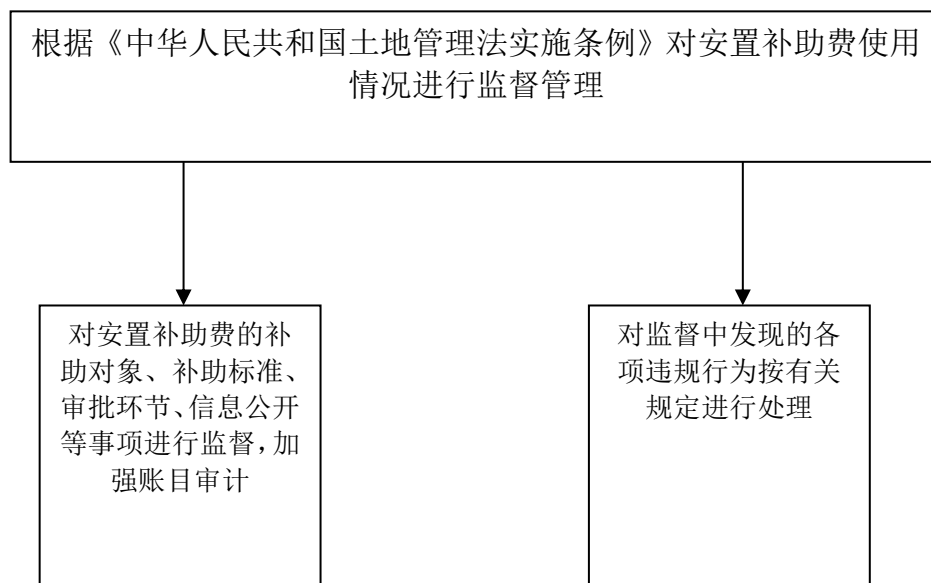 根据《中华人民共和国土地管理法实施条例》对安置补助费使用
情况进行监督管理
对安置补助费的补
助对象、补助标准、
审批环节、信息公开
等事项进行监督,加
强账目审计
对监督中发现的各
项违规行为按有关
规定进行处理